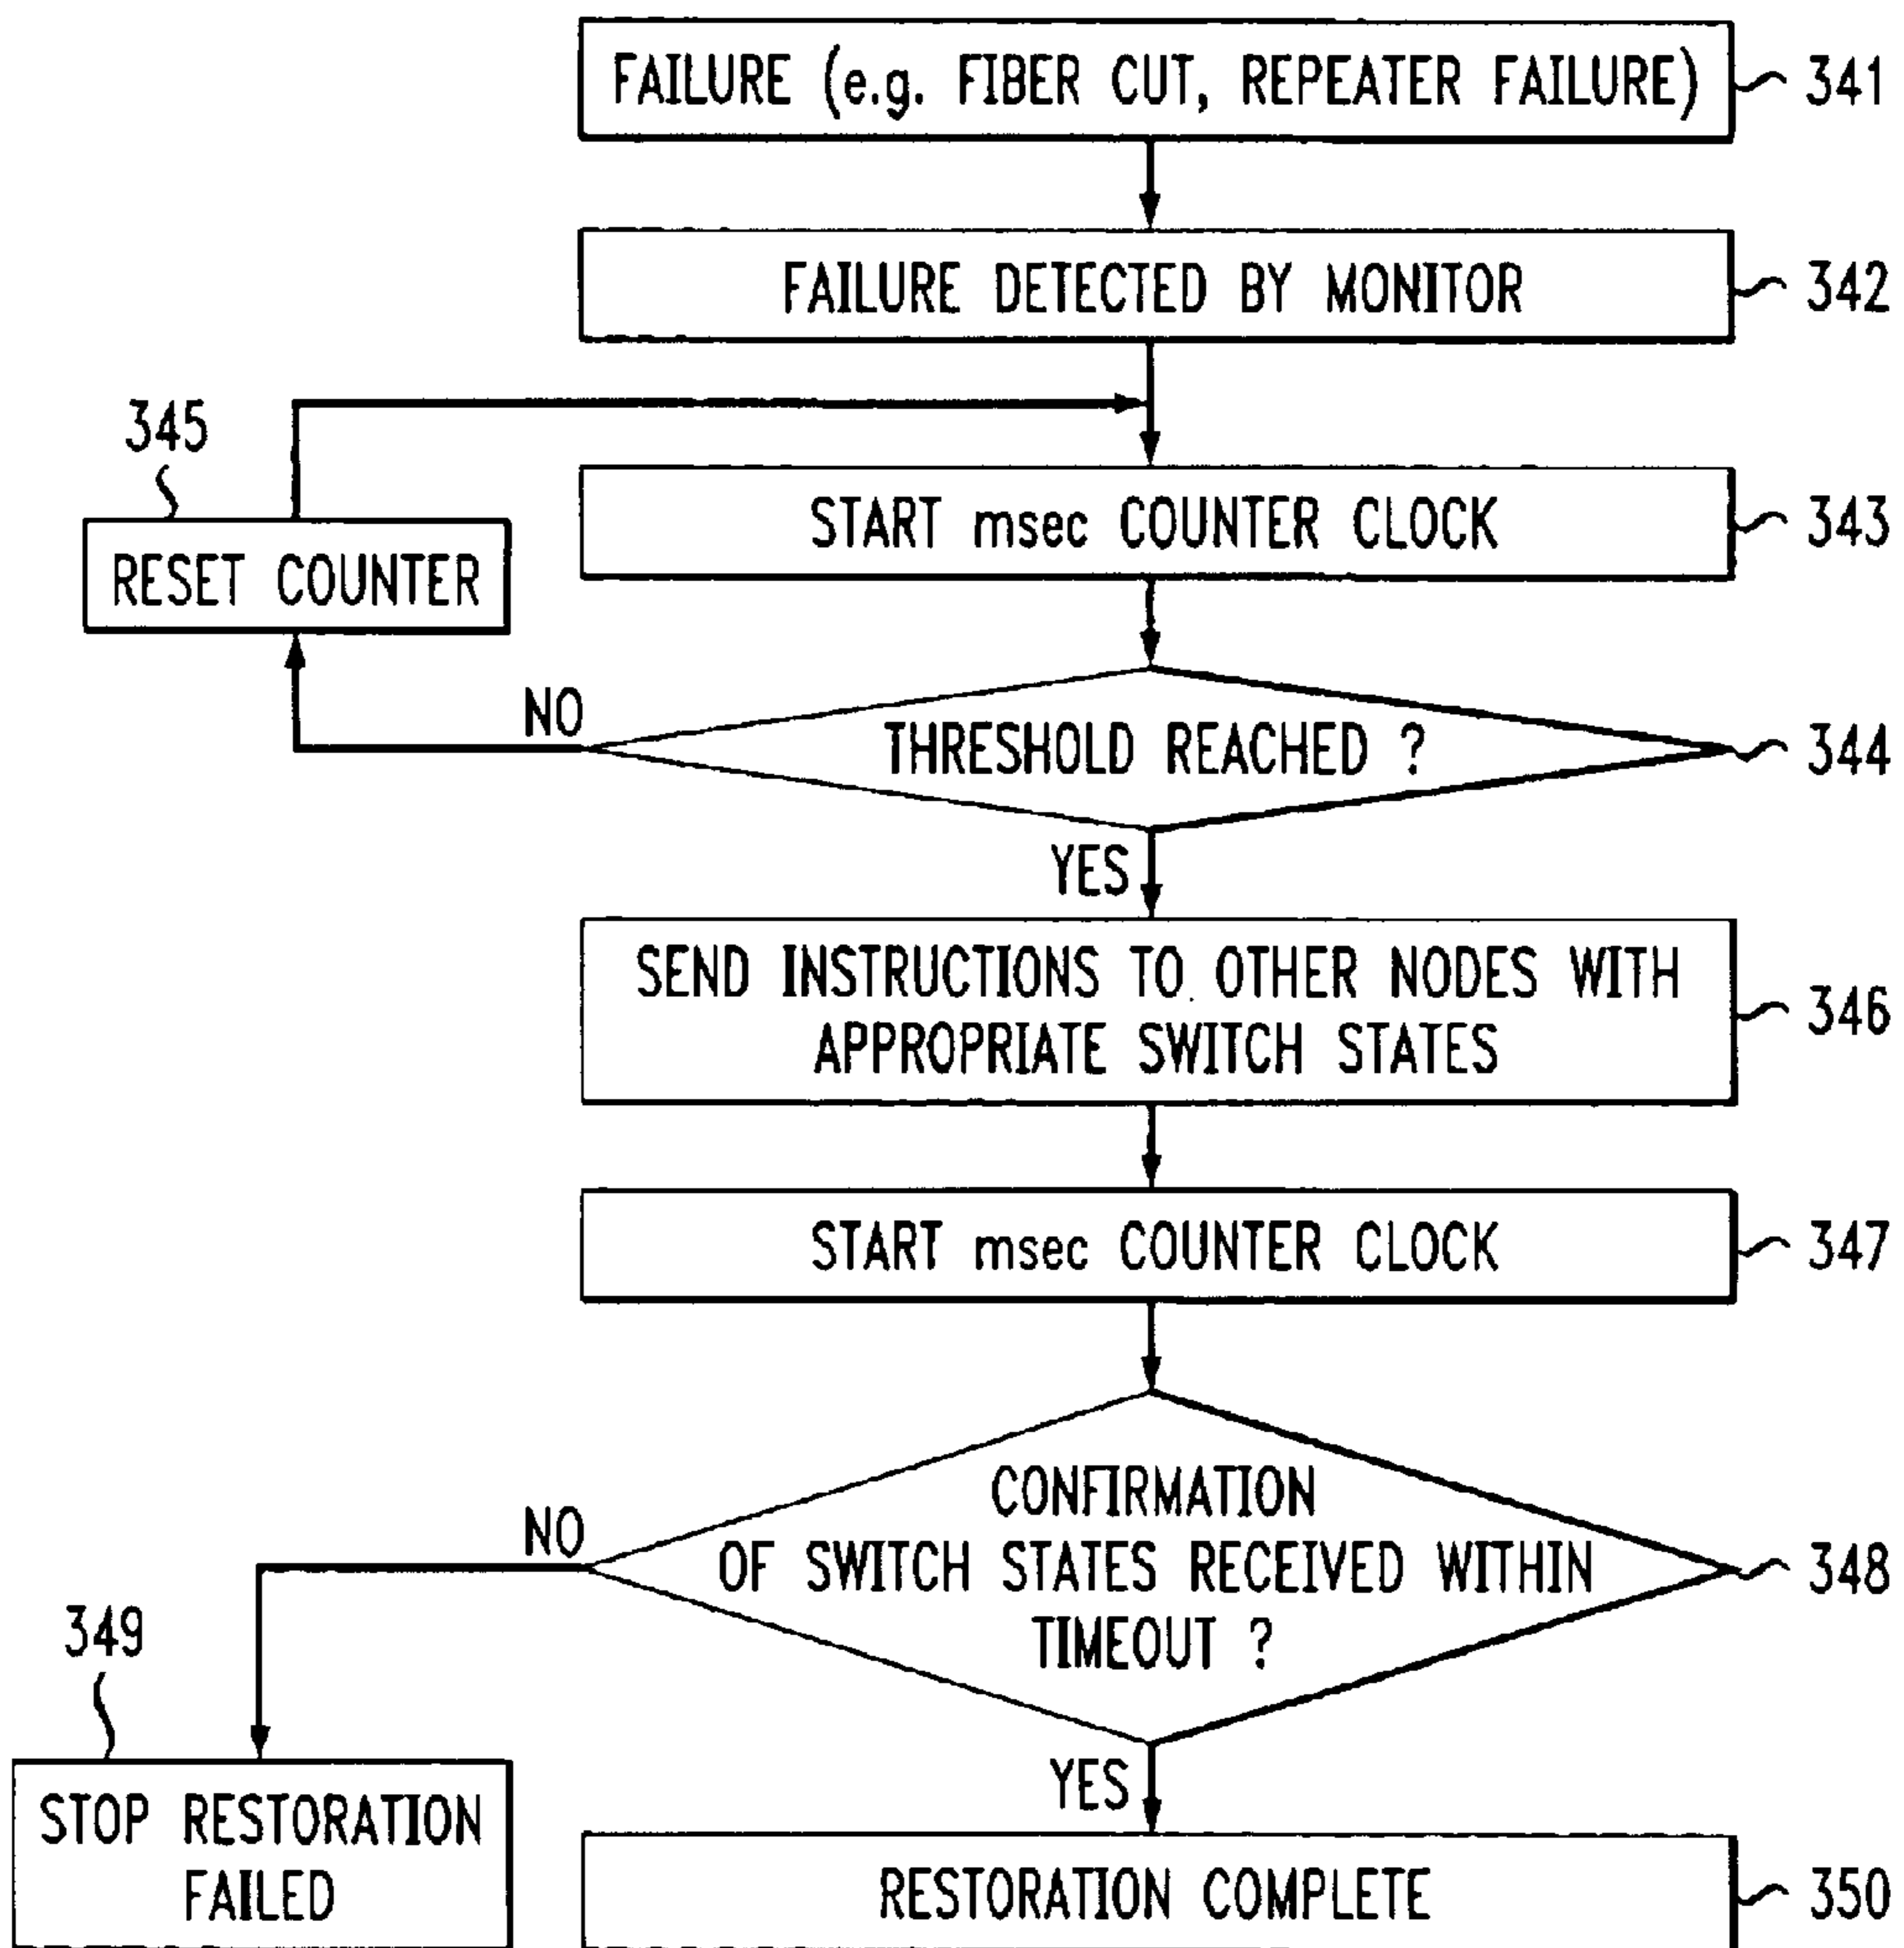 FAILURE (e.g. FIBER CUT, REPEATER FAILURE)
341
FAILURE DETECTED BY MONITOR
342
345
START msec COUNTER CLOCK
343
RESET COUNTER
NO
THRESHOLD REACHED ?
344
YES
SEND INSTRUCTIONS TO OTHER NODES WITH
APPROPRIATE SWITCH STATES
346
START msec COUNTER CLOCK
347
CONFIRMATION
OF SWITCH STATES RECEIVED WITHIN
TIMEOUT ?
348
NO
349
YES
STOP RESTORATION
FAILED
RESTORATION COMPLETE
350